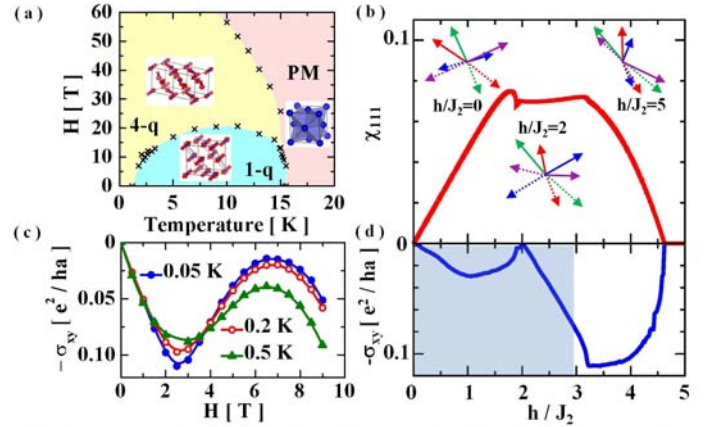 (a)
60
50
40
30
20
10
0
H [T]
PM
4-q
1-q
0 5 10 15 20
Temperature [ K ]
(b)
0.1
χ111
0
h/J2=0
h/J2=5
h/J2=2
(c)
0
0.05
0.10
− σxy [ e2 / ha ]
0.05 K
0.2 K
0.5 K
0 2 4 6 8 10
H [ T ]
(d)
0
0.1
-σxy [ e2 / ha ]
0 1 2 3 4 5
h / J2